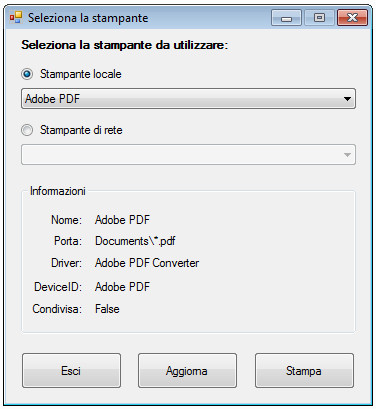 Seleziona la stampante
Seleziona la stampante da utilizzare:
Stampante locale
Adobe PDF
Stampante di rete
Informazioni
Nome: Adobe PDF
Porta: Documents\*.pdf
Driver: Adobe PDF Converter
DeviceID: Adobe PDF
Condivisa: False
Esci Aggiorna Stampa